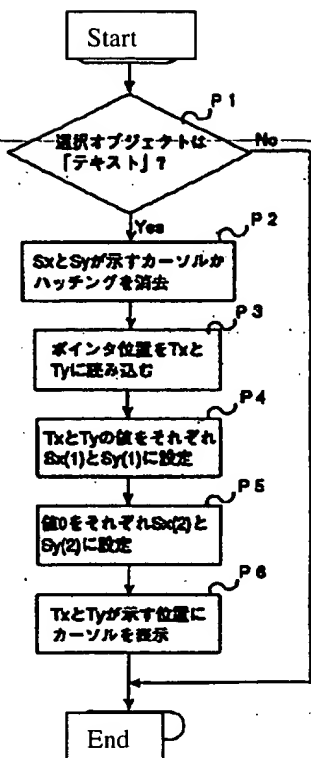 Start
P1
選択オブジェクトは
「テキスト」?
No
Yes
P2
SxとSyが示すカーソルか
ハッチングを消去
P3
ポインタ位置をTxと
Tyに読み込む
P4
TxとTyの値をそれぞれ
Sx(1)とSy(1)に設定
P5
値0をそれぞれSx(2)と
Sy(2)に設定
P6
TxとTyが示す位置に
カーソルを表示
End